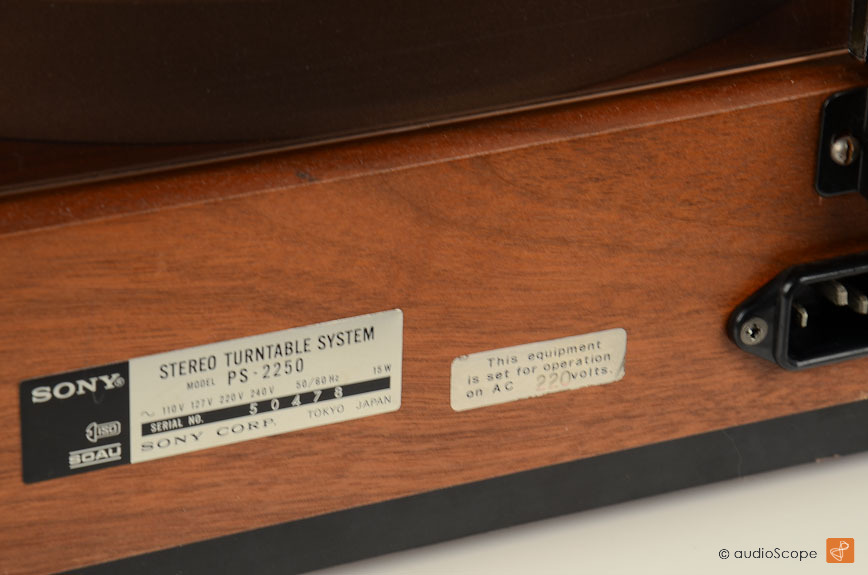 SONY®
ISO
STEREO TURNTABLE SYSTEM
MODEL PS-2250
~ 110V 127V 220V 240V 50/60Hz 15W
SERIAL NO. 50478
SONY CORP. TOKYO JAPAN
This equipment
is set for operation
on AC 220 volts.
© audioScope